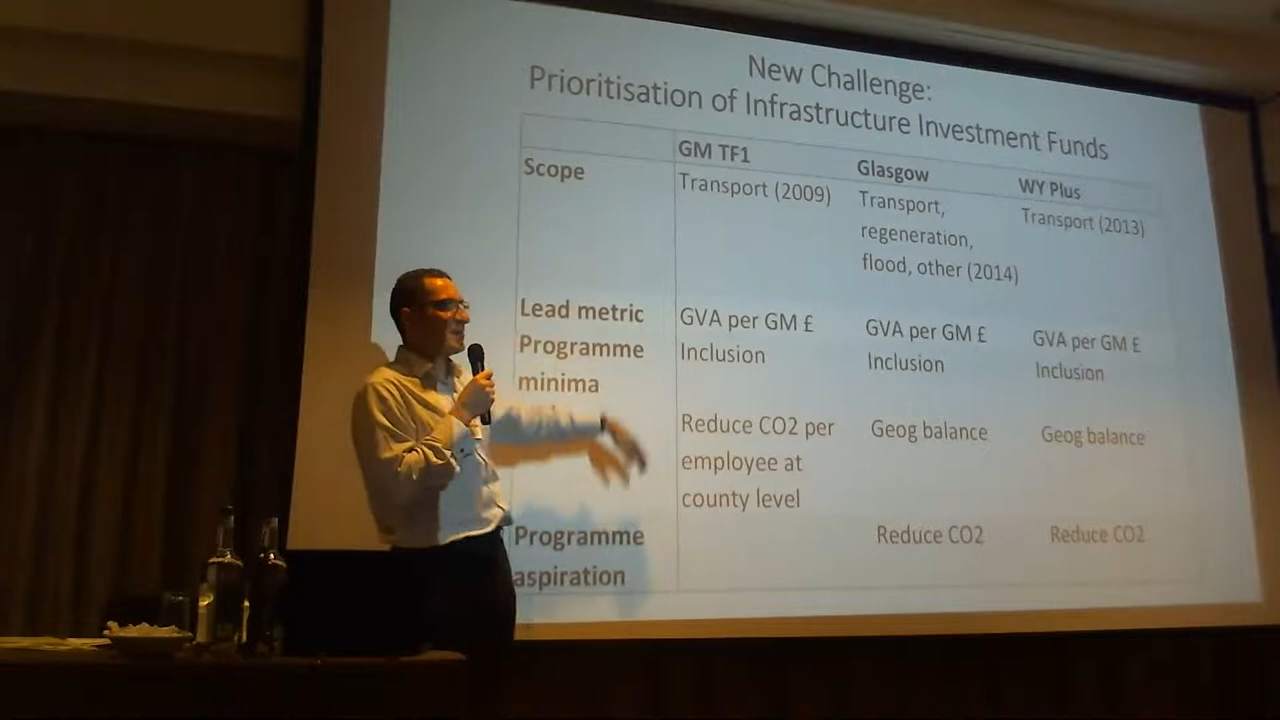 New Challenge:
Prioritisation of Infrastructure Investment Funds
GM TF1 Glasgow WY Plus
Scope Transport (2009) Transport, Transport (2013)
regeneration,
flood, other (2014)
Lead metric GVA per GM £ GVA per GM £ GVA per GM £
Programme Inclusion Inclusion Inclusion
minima
Reduce CO2 per Geog balance Geog balance
employee at
county level
Programme Reduce CO2 Reduce CO2
aspiration